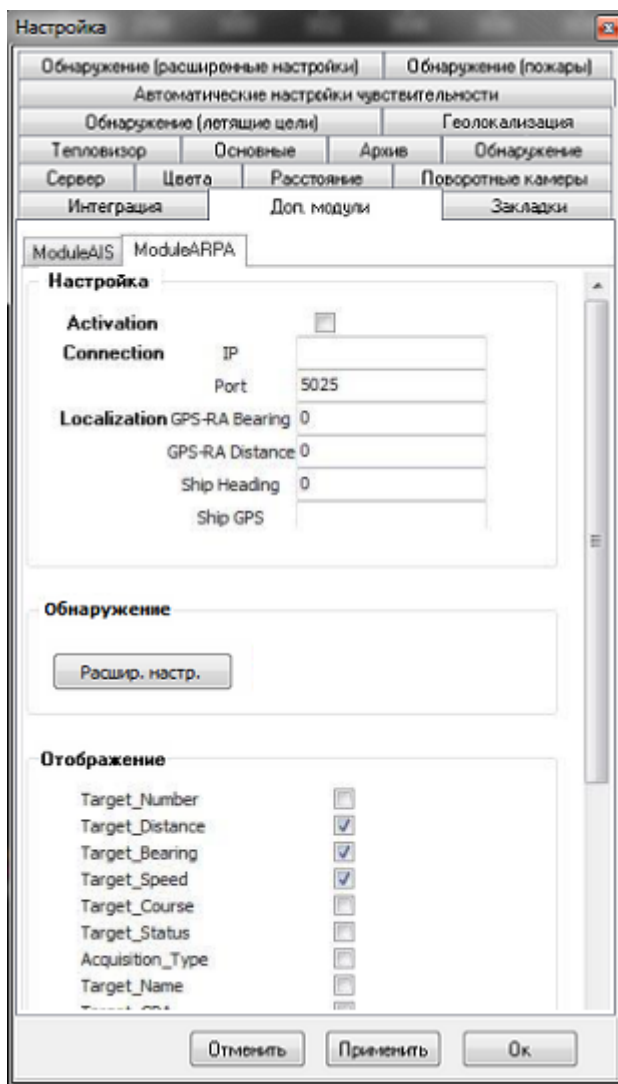 Настройка
Обнаружение (расширенные настройки) Обнаружение (пожары)
Автоматические настройки чувствительности
Обнаружение (летящие цели) Геолокализация
Тепловизор Основные Архив Обнаружение
Сервер Цвета Расстояние Поворотные камеры
Интеграция Доп. модули Закладки
ModuleAIS ModuleARPA
Настройка
Activation
Connection IP
Port 5025
Localization GPS-RA Bearing 0
GPS-RA Distance 0
Ship Heading 0
Ship GPS
Обнаружение
Расшир. настр.
Отображение
Target_Number
Target_Distance
Target_Bearing
Target_Speed
Target_Course
Target_Status
Acquisition_Type
Target_Name
Отменить Применить Ок